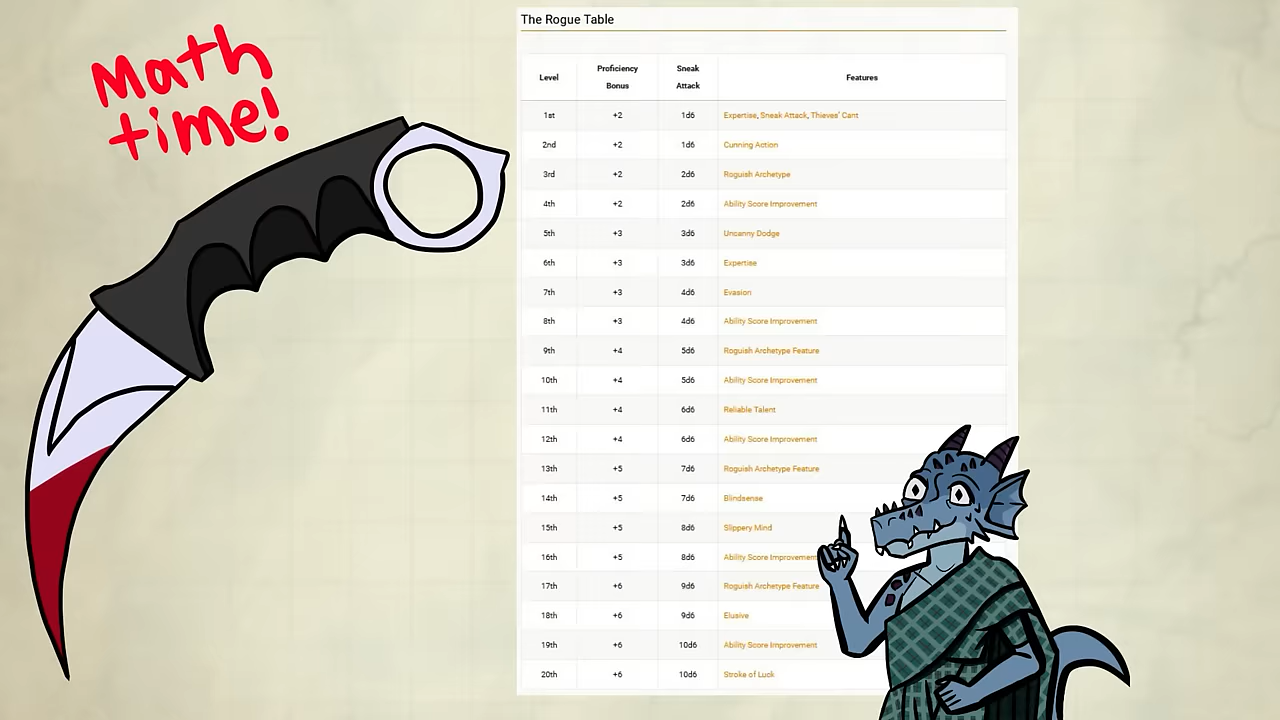 Math
time!
The Rogue Table
Level Proficiency Bonus Sneak Attack Features
1st +2 1d6 Expertise, Sneak Attack, Thieves' Cant
2nd +2 1d6 Cunning Action
3rd +2 2d6 Roguish Archetype
4th +2 2d6 Ability Score Improvement
5th +3 3d6 Uncanny Dodge
6th +3 3d6 Expertise
7th +3 4d6 Evasion
8th +3 4d6 Ability Score Improvement
9th +4 5d6 Roguish Archetype Feature
10th +4 5d6 Ability Score Improvement
11th +4 6d6 Reliable Talent
12th +4 6d6 Ability Score Improvement
13th +5 7d6 Roguish Archetype Feature
14th +5 7d6 Blindsense
15th +5 8d6 Slippery Mind
16th +5 8d6 Ability Score Improvement
17th +6 9d6 Roguish Archetype Feature
18th +6 9d6 Elusive
19th +6 10d6 Ability Score Improvement
20th +6 10d6 Stroke of Luck